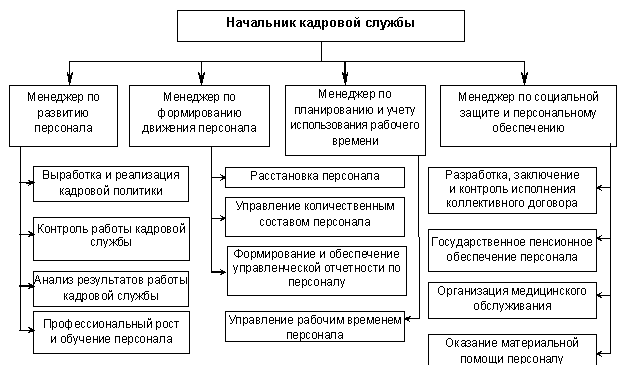 Начальник кадровой службы
Менеджер по
развитию
персонала
Менеджер по
формированию
движения персонала
Менеджер по
планированию и учету
использования рабочего
времени
Менеджер по социальной
защите и персональному
обеспечению
Выработка и реализация
кадровой политики
Контроль работы кадровой
службы
Анализ результатов работы
кадровой службы
Профессиональный рост
и обучение персонала
Расстановка персонала
Управление количественным
составом персонала
Формирование и обеспечение
управленческой отчетности по
персоналу
Управление рабочим временем
персонала
Разработка, заключение
и контроль исполнения
коллективного договора
Государственное пенсионное
обеспечение персонала
Организация медицинского
обслуживания
Оказание материальной
помощи персоналу